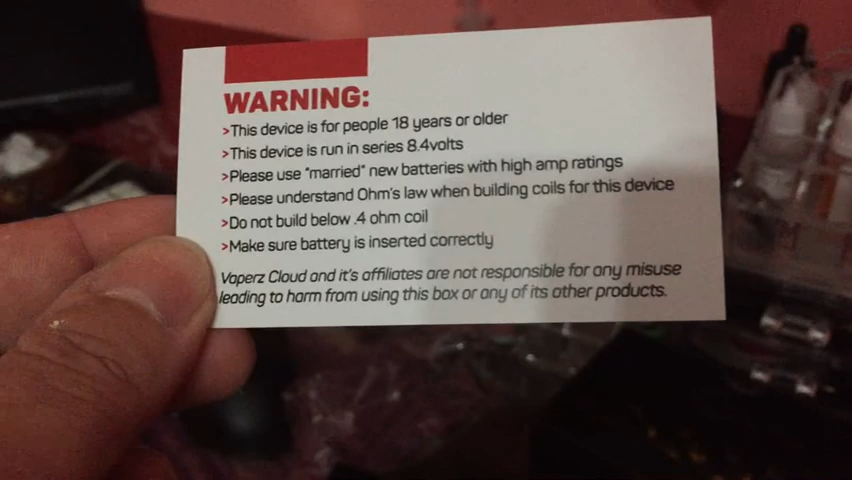 WARNING:
>This device is for people 18 years or older
>This device is run in series 8.4volts
>Please use "married" new batteries with high amp ratings
>Please understand Ohm's law when building coils for this device
>Do not build below .4 ohm coil
>Make sure battery is inserted correctly
Vaperz Cloud and it's affiliates are not responsible for any misuse
leading to harm from using this box or any of its other products.